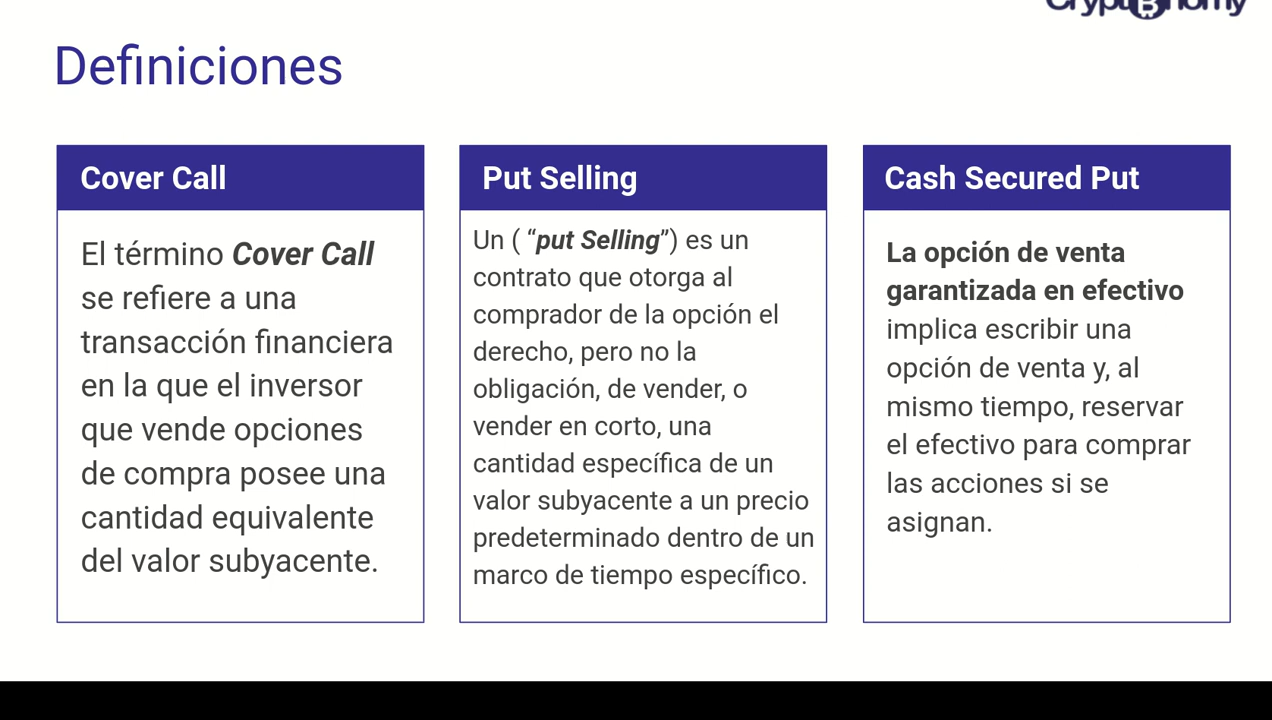 Definiciones
Cover Call
El término Cover Call
se refiere a una
transacción financiera
en la que el inversor
que vende opciones
de compra posee una
cantidad equivalente
del valor subyacente.
Put Selling
Un ( “put Selling”) es un
contrato que otorga al
comprador de la opción el
derecho, pero no la
obligación, de vender, o
vender en corto, una
cantidad específica de un
valor subyacente a un precio
predeterminado dentro de un
marco de tiempo específico.
Cash Secured Put
La opción de venta
garantizada en efectivo
implica escribir una
opción de venta y, al
mismo tiempo, reservar
el efectivo para comprar
las acciones si se
asignan.